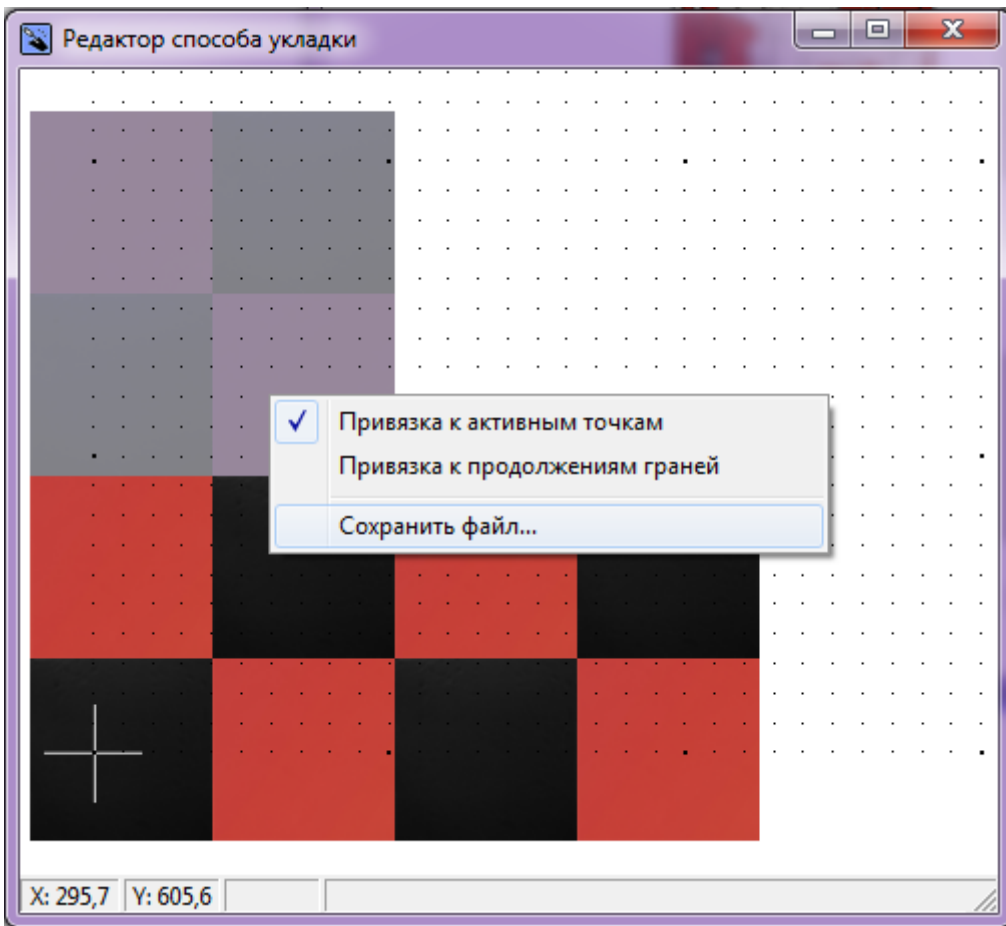 Редактор способа укладки
Привязка к активным точкам
Привязка к продолжениям граней
Сохранить файл...
X: 295,7 Y: 605,6